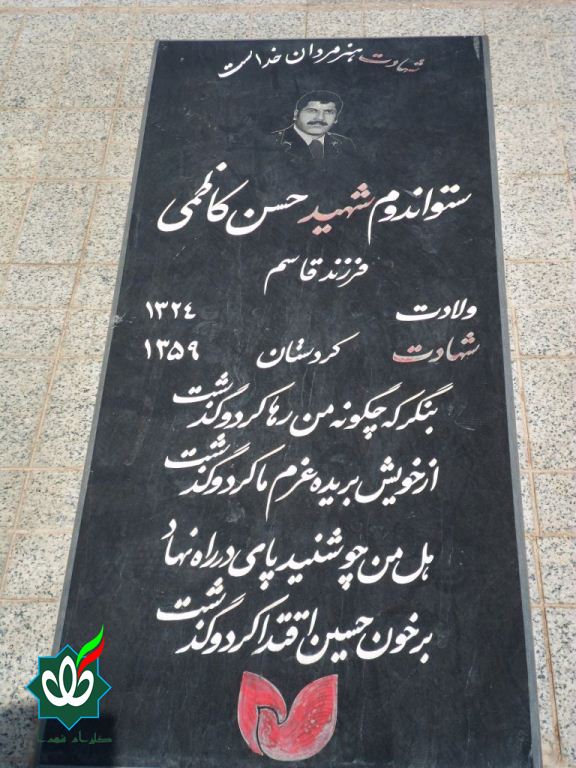 شهادت هنر مردان خداست
ستواندوم شهید حسن کاظمی
فرزند قاسم
ولادت ۱۳۲۴
شهادت کردستان ۱۳۵۹
بنگر که چگونه من رها کرد و گذشت
از خویش بریده عزم ما کرد و گذشت
هل من چو شنید پای در راه نهاد
بر خون حسین اقتدا کرد و گذشت